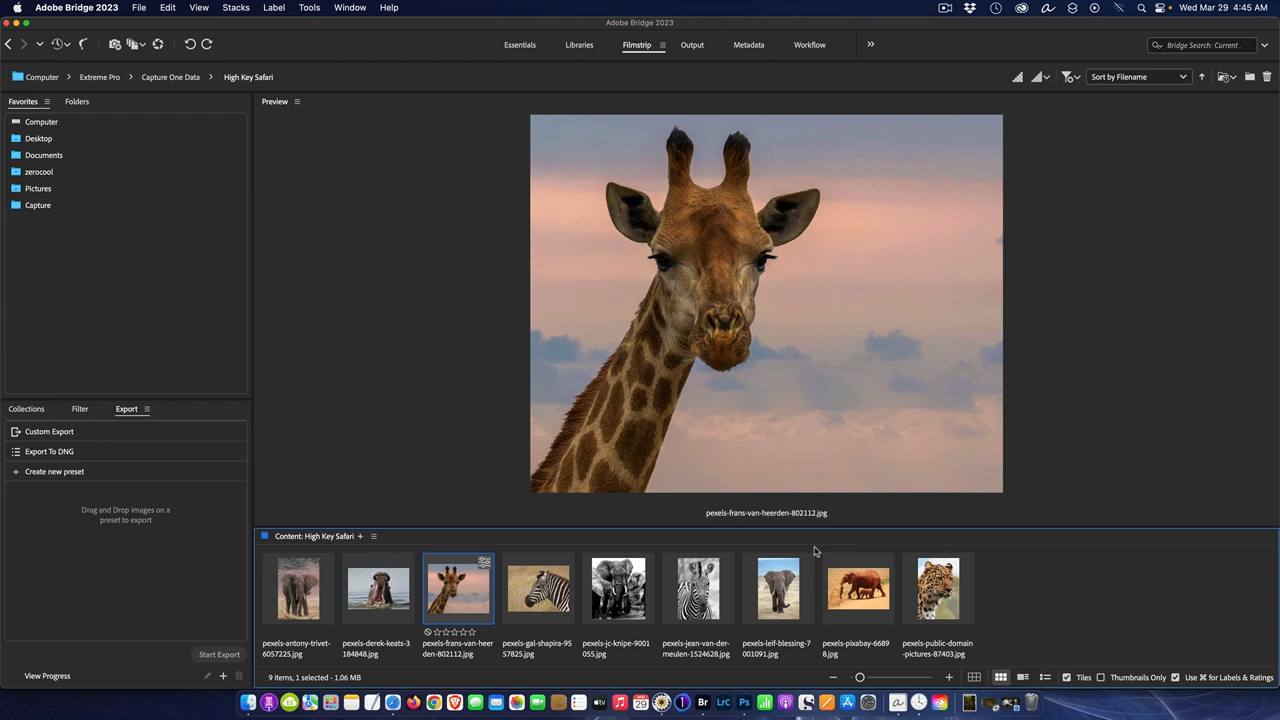 Adobe Bridge 2023 File Edit View Stacks Label Tools Window Help Wed Mar 29 4:45 AM
Adobe Bridge 2023
Essentials Libraries Filmstrip Output Metadata Workflow Bridge Search: Current .
Computer Extreme Pro Capture One Data High Key Safari Sort by Filename
Favorites Folders
Preview
Computer
Desktop
Documents
zerocool
Pictures
Capture
Collections Filter Export
Custom Export
Export To DNG
Create new preset
Drag and Drop images on a
preset to export
Start Export
View Progress
pexels-frans-van-heerden-802112.jpg
Content: High Key Safari
pexels-antony-trivet-
6057225.jpg
pexels-derek-keats-3
184848.jpg
pexels-frans-van-heer
den-802112.jpg
pexels-gal-shapira-95
57825.jpg
pexels-jc-knipe-9001
055.jpg
pexels-jean-van-der-
meulen-1524628.jpg
pexels-leif-blessing-7
001091.jpg
pexels-pixabay-6689
8.jpg
pexels-public-domain
-pictures-87403.jpg
9 items, 1 selected - 1.06 MB
Tiles Thumbnails Only Use ⌘ for Labels & Ratings
MAR
29
tv
1
Br
LrC
Ps